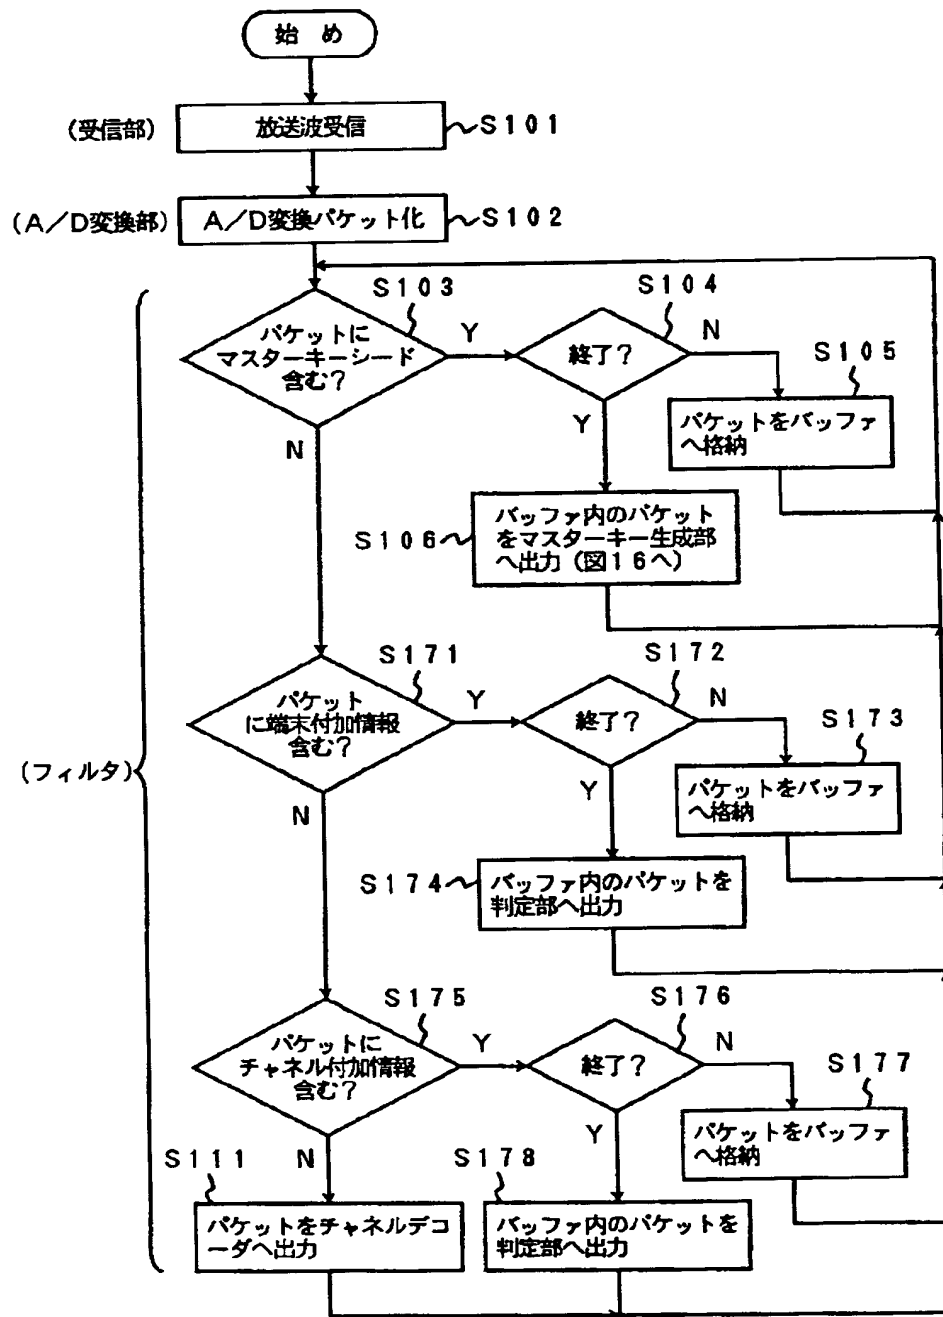 始 め
(受信部)
放送波受信
S101
(A/D変換部)
A/D変換パケット化
S102
S103
パケットに
マスターキーシード
含む?
Y
N
S104
終了?
N
Y
S105
パケットをバッファ
へ格納
S106
バッファ内のパケット
をマスターキー生成部
へ出力(図16へ)
(フィルタ)
S171
パケット
に端末付加情報
含む?
Y
N
S172
終了?
N
Y
S173
パケットをバッファ
へ格納
S174
バッファ内のパケットを
判定部へ出力
S175
パケットに
チャネル付加情報
含む?
Y
N
S176
終了?
N
Y
S177
パケットをバッファ
へ格納
S111
パケットをチャネルデコ
ーダへ出力
S178
バッファ内のパケットを
判定部へ出力